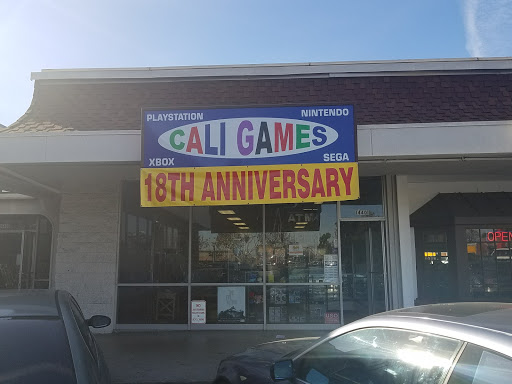 PLAYSTATION NINTENDO
CALI GAMES
XBOX SEGA
18TH ANNIVERSARY
ATM
OPEN